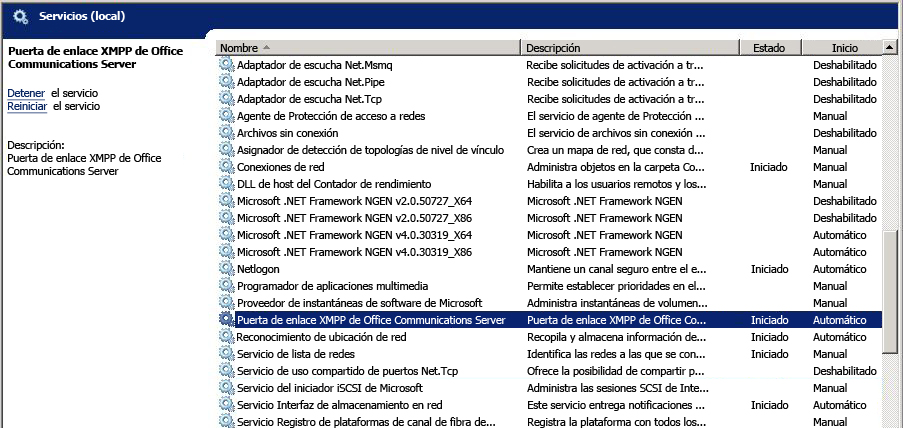 Servicios (local)
Puerta de enlace XMPP de Office
Communications Server
Detener el servicio
Reiniciar el servicio
Descripción:
Puerta de enlace XMPP de Office
Communications Server
Nombre Descripción Estado Inicio
Adaptador de escucha Net.Msmq Recibe solicitudes de activación a tr... Deshabilitado
Adaptador de escucha Net.Pipe Recibe solicitudes de activación a tr... Deshabilitado
Adaptador de escucha Net.Tcp Recibe solicitudes de activación a tr... Deshabilitado
Agente de Protección de acceso a redes El servicio de agente de Protección ... Manual
Archivos sin conexión El servicio de archivos sin conexión ... Deshabilitado
Asignador de detección de topologías de nivel de vínculo Crea un mapa de red, que consta d... Manual
Conexiones de red Administra objetos en la carpeta Co... Iniciado Manual
DLL de host del Contador de rendimiento Habilita a los usuarios remotos y los... Manual
Microsoft .NET Framework NGEN v2.0.50727_X64 Microsoft .NET Framework NGEN Deshabilitado
Microsoft .NET Framework NGEN v2.0.50727_X86 Microsoft .NET Framework NGEN Deshabilitado
Microsoft .NET Framework NGEN v4.0.30319_X64 Microsoft .NET Framework NGEN Automático
Microsoft .NET Framework NGEN v4.0.30319_X86 Microsoft .NET Framework NGEN Automático
Netlogon Mantiene un canal seguro entre el e... Iniciado Automático
Programador de aplicaciones multimedia Permite establecer prioridades en el... Manual
Proveedor de instantáneas de software de Microsoft Administra instantáneas de volumen... Manual
Puerta de enlace XMPP de Office Communications Server Puerta de enlace XMPP de Office Co... Iniciado Automático
Reconocimiento de ubicación de red Recopila y almacena información de... Iniciado Automático
Servicio de lista de redes Identifica las redes a las que se con... Iniciado Manual
Servicio de uso compartido de puertos Net.Tcp Ofrece la posibilidad de compartir p... Deshabilitado
Servicio del iniciador iSCSI de Microsoft Administra las sesiones SCSI de Inte... Manual
Servicio Interfaz de almacenamiento en red Este servicio entrega notificaciones ... Iniciado Automático
Servicio Registro de plataformas de canal de fibra de... Registra la plataforma con todos los... Manual